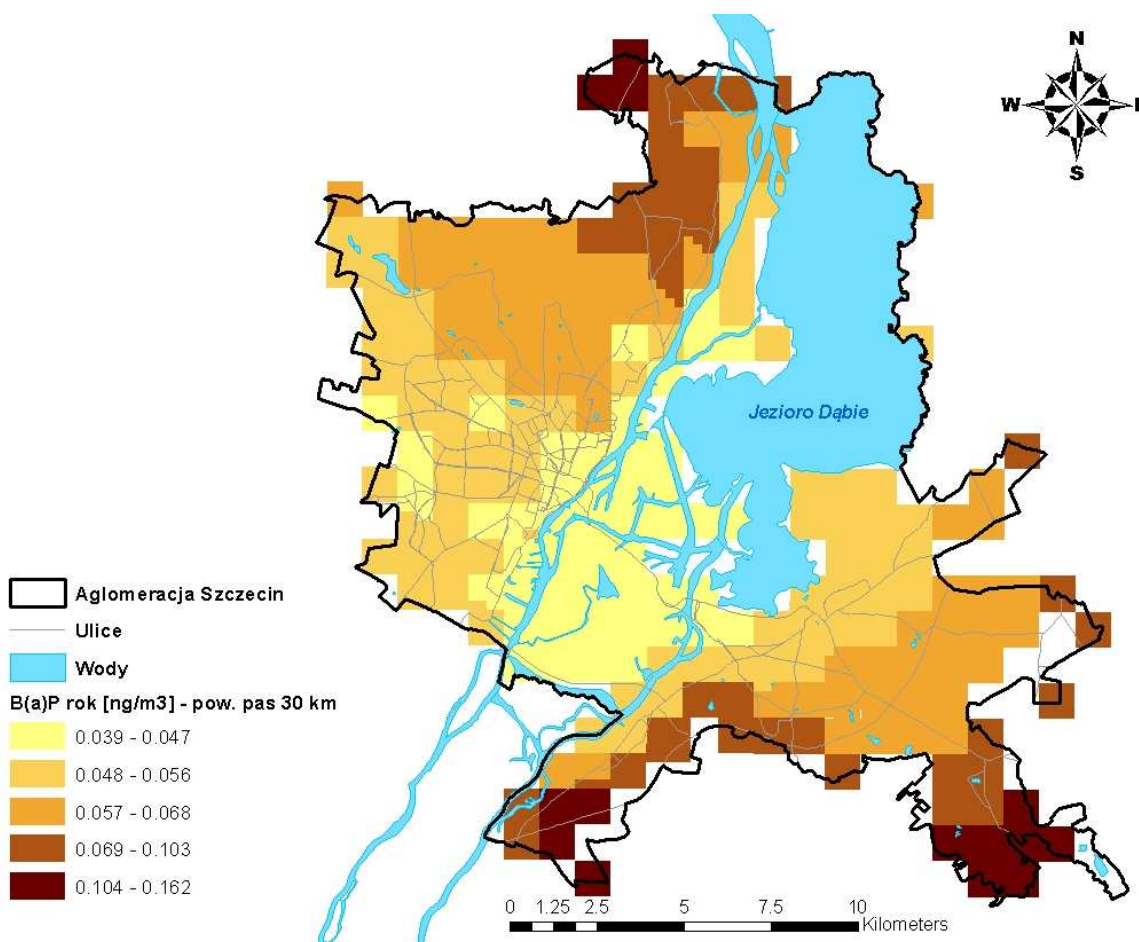 N
W
E
S
Jezioro Dąbie
Aglomeracja Szczecin
Ulice
Wody
B(a)P rok [ng/m3] - pow. pas 30 km
0.039 - 0.047
0.048 - 0.056
0.057 - 0.068
0.069 - 0.103
0.104 - 0.162
0 1.25 2.5 5 7.5 10
Kilometers